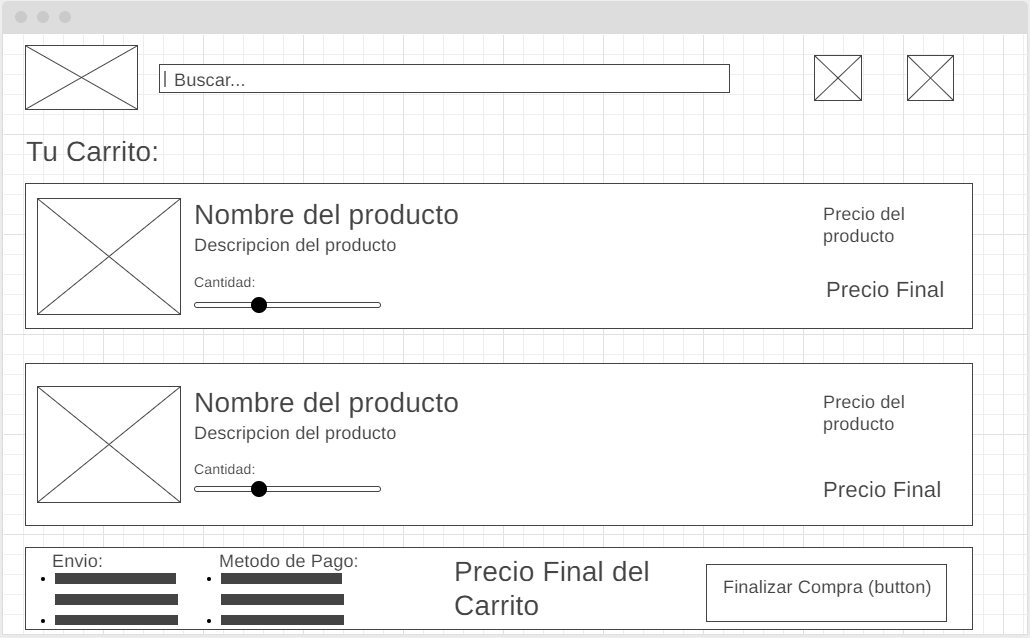 Buscar...
Tu Carrito:
Nombre del producto
Descripcion del producto
Cantidad:
Precio del
producto
Precio Final
Nombre del producto
Descripcion del producto
Cantidad:
Precio del
producto
Precio Final
Envio:
Metodo de Pago:
Precio Final del
Carrito
Finalizar Compra (button)